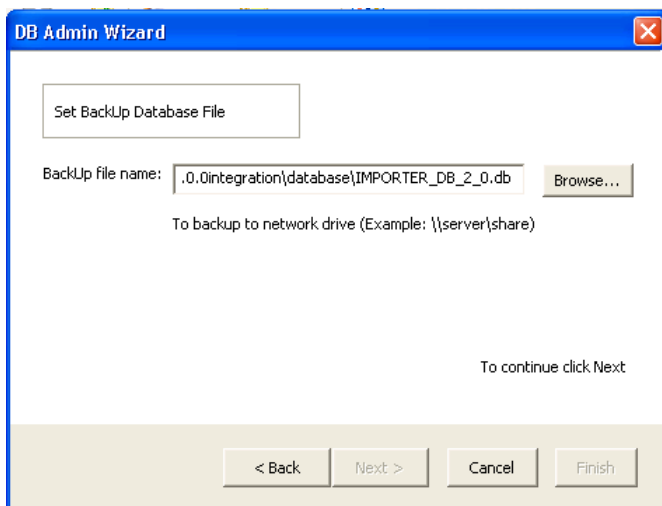 DB Admin Wizard
Set BackUp Database File
BackUp file name: .0.0integration\database\IMPORTER_DB_2_0.db Browse...
To backup to network drive (Example: \\server\share)
To continue click Next
< Back Next > Cancel Finish